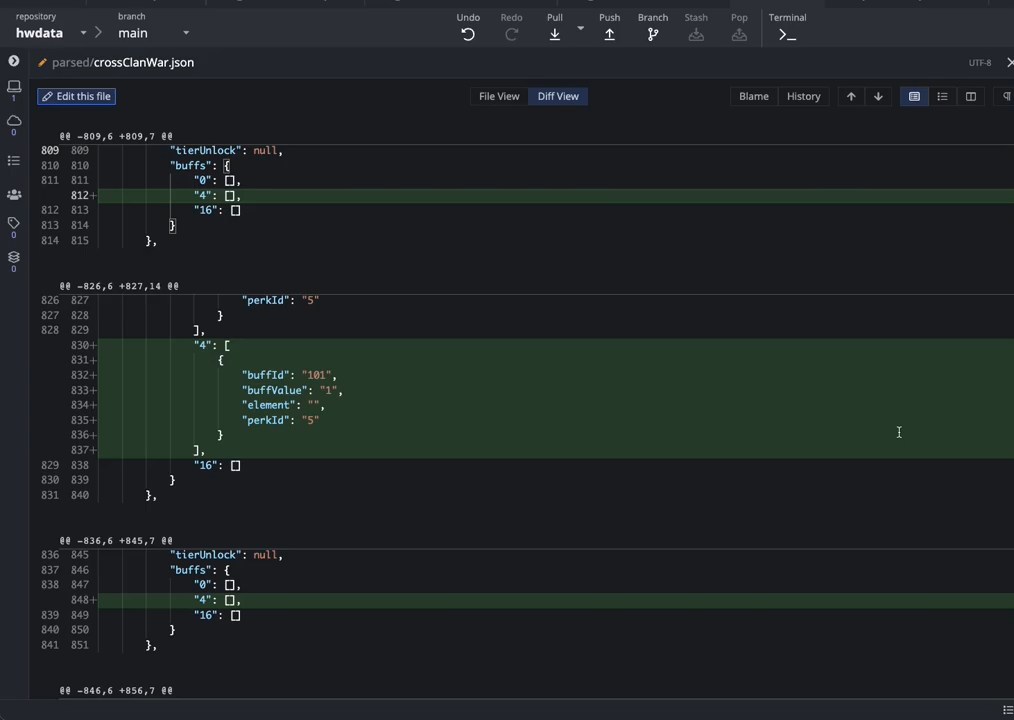 repository
hwdata
branch
main
Undo
Redo
Pull
Push
Branch
Stash
Pop
Terminal
parsed/crossClanWar.json
UTF-8
Edit this file
File View
Diff View
Blame
History
1
0
0
0
@@ -809,6 +809,7 @@
809 809 "tierUnlock": null,
810 810 "buffs": {
811 811 "0": [],
812+ "4": [],
812 813 "16": []
813 814 }
814 815 },
@@ -826,6 +827,14 @@
826 827 "perkId": "5"
827 828 }
828 829 ],
830+ "4": [
831+ {
832+ "buffId": "101",
833+ "buffValue": "1",
834+ "element": "",
835+ "perkId": "5"
836+ }
837+ ],
829 838 "16": []
830 839 }
831 840 },
@@ -836,6 +845,7 @@
836 845 "tierUnlock": null,
837 846 "buffs": {
838 847 "0": [],
848+ "4": [],
839 849 "16": []
840 850 }
841 851 },
@@ -846,6 +856,7 @@